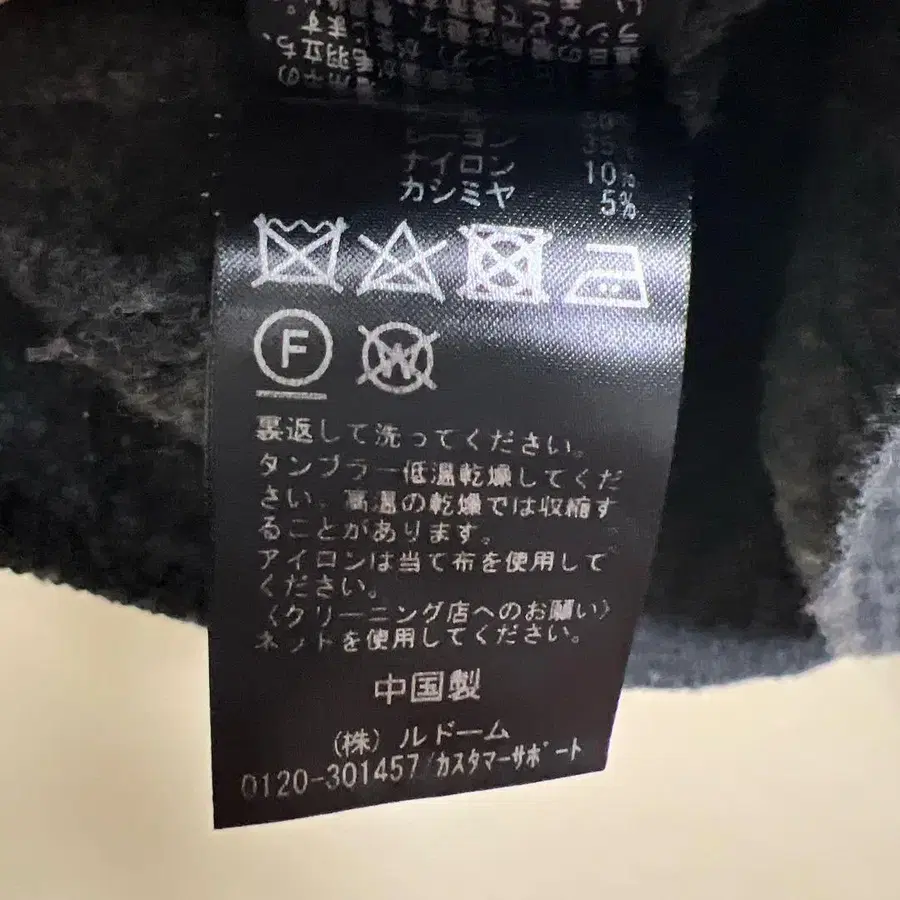 ナイロン 10%
カシミヤ 5%
F
W
裏返して洗ってください。
タンブラー低温乾燥してくだ
さい、高温の乾燥では収縮す
ることがあります。
アイロンは当て布を使用して
ください。
〈クリーニング店へのお願い〉
ネットを使用してください。
中国製
(株) ルドーム
0120-301457/カスタマーサポート